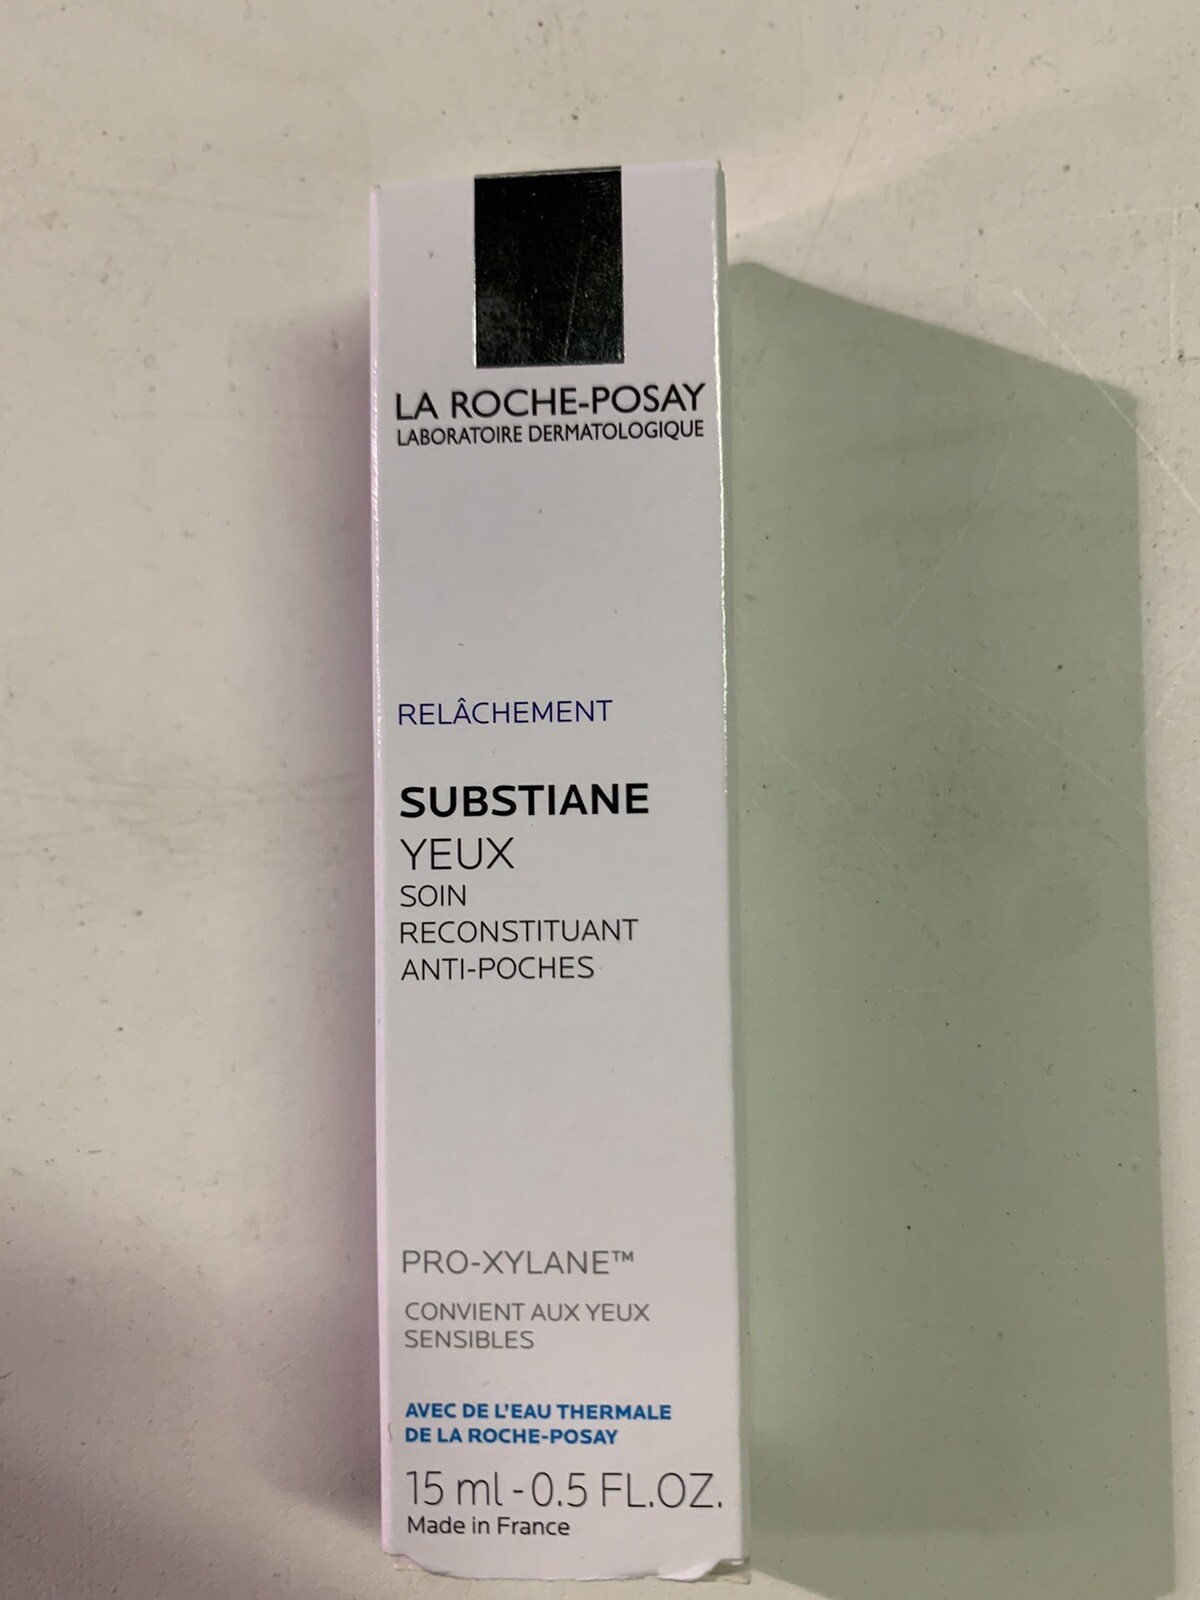 LA ROCHE-POSAY
LABORATOIRE DERMATOLOGIQUE
RELÂCHEMENT
SUBSTIANE
YEUX
SOIN
RECONSTITUANT
ANTI-POCHES
PRO-XYLANE™
CONVIENT AUX YEUX
SENSIBLES
AVEC DE L'EAU THERMALE
DE LA ROCHE-POSAY
15 ml - 0.5 FL.OZ.
Made in France